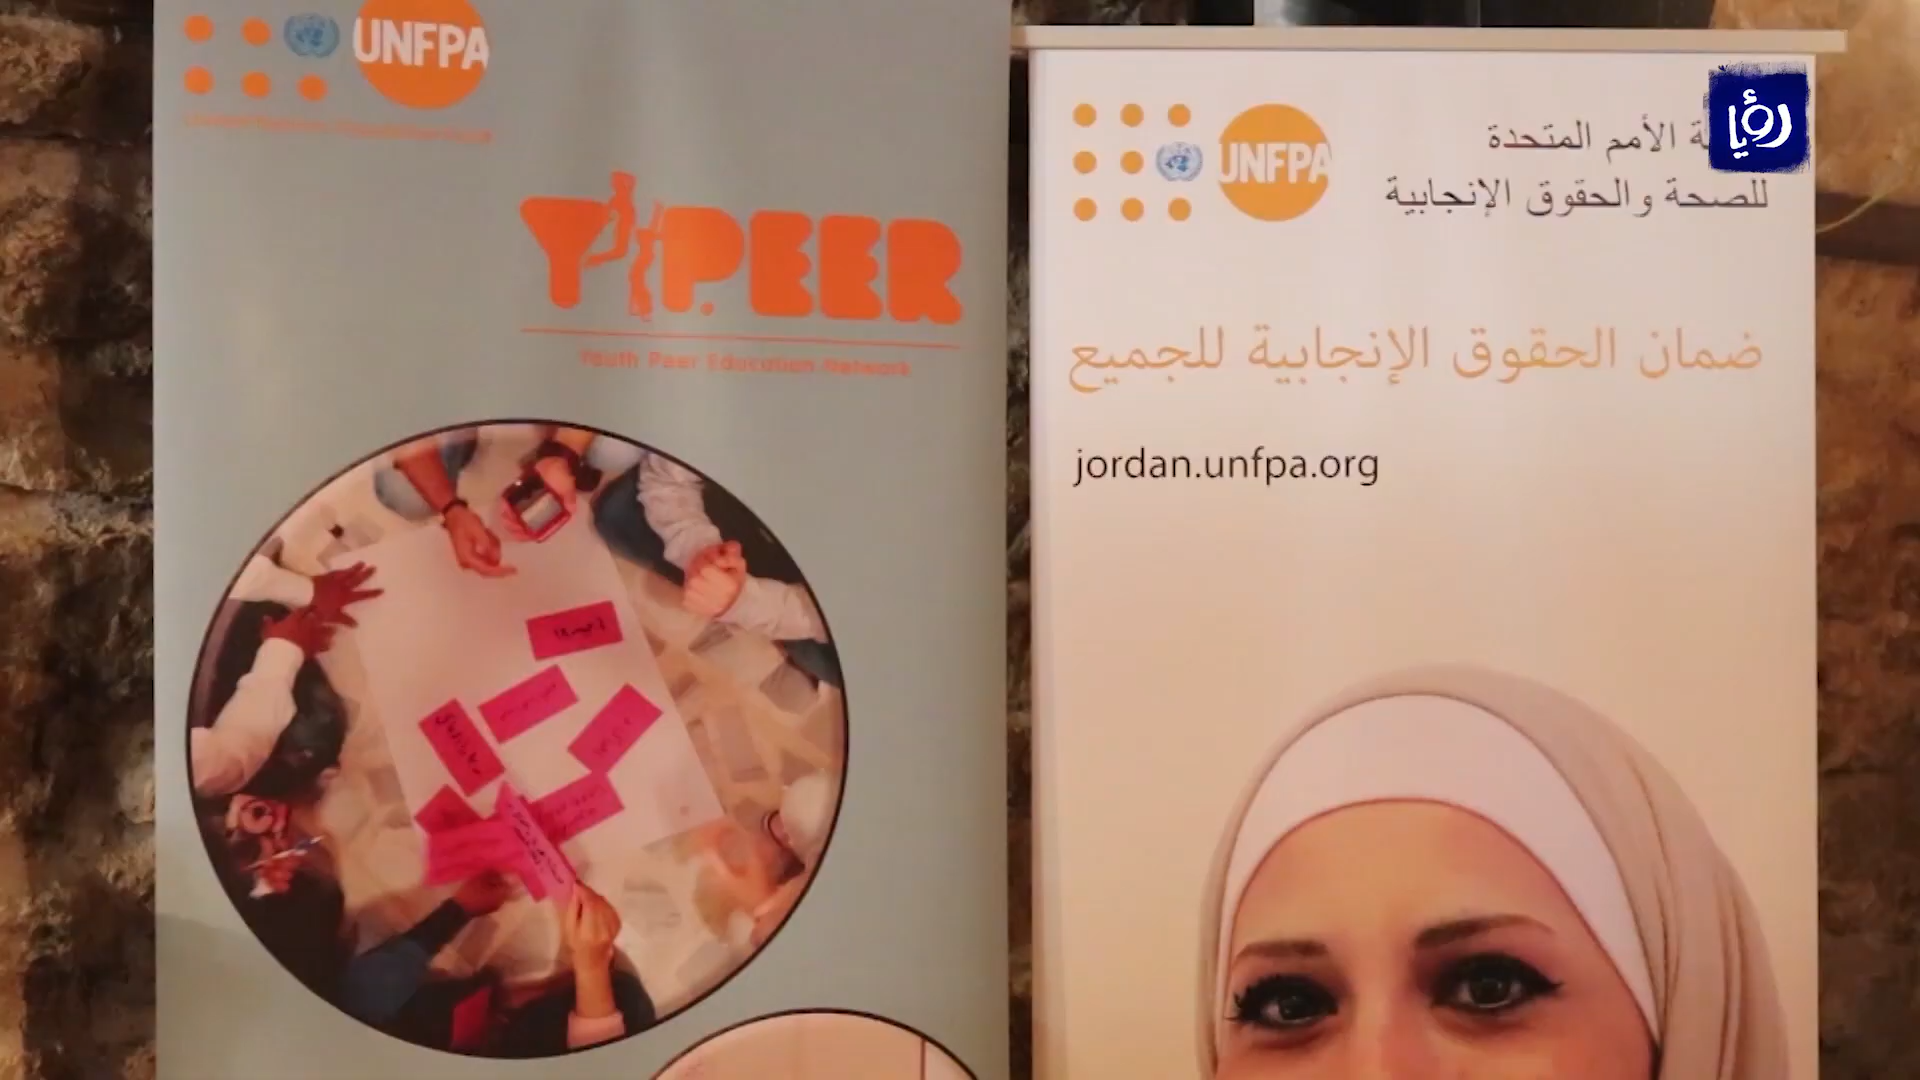 UNFPA
Y PEER
Youth Peer Education Network
UNFPA
الأمم المتحدة
للصحة والحقوق الإنجابية
ضمان الحقوق الإنجابية للجميع
jordan.unfpa.org
رؤيا